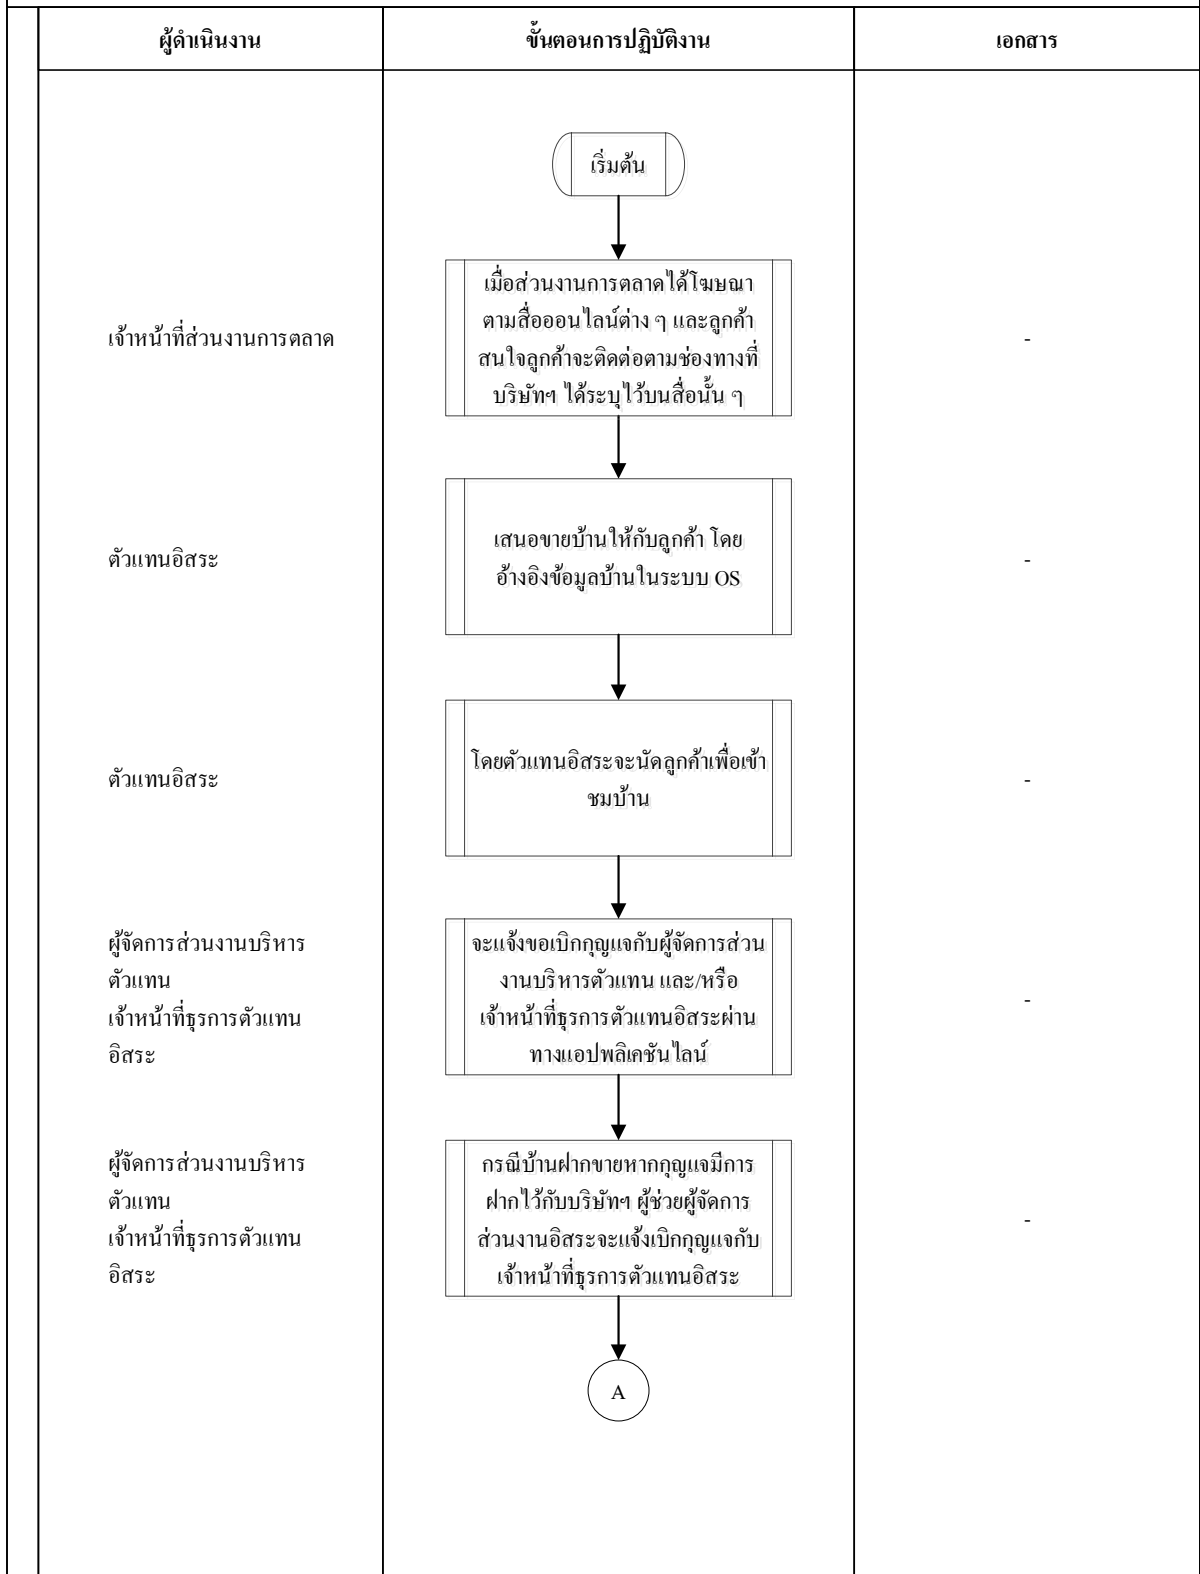 ผู้ดำเนินงาน
ขั้นตอนการปฏิบัติงาน
เอกสาร
เริ่มต้น
เจ้าหน้าที่ส่วนงานการตลาด
เมื่อส่วนงานการตลาดได้โฆษณา
ตามสื่อออนไลน์ต่าง ๆ และลูกค้า
สนใจลูกค้าจะติดต่อตามช่องทางที่
บริษัทฯ ได้ระบุไว้บนสื่อนั้น ๆ
-
ตัวแทนอิสระ
เสนอขายบ้านให้กับลูกค้า โดย
อ้างอิงข้อมูลบ้านในระบบ OS
-
ตัวแทนอิสระ
โดยตัวแทนอิสระจะนัดลูกค้าเพื่อเข้า
ชมบ้าน
-
ผู้จัดการส่วนงานบริหาร
ตัวแทน
เจ้าหน้าที่ธุรการตัวแทน
อิสระ
จะแจ้งขอเบิกกุญแจกับผู้จัดการส่วน
งานบริหารตัวแทน และ/หรือ
เจ้าหน้าที่ธุรการตัวแทนอิสระผ่าน
ทางแอปพลิเคชันไลน์
-
ผู้จัดการส่วนงานบริหาร
ตัวแทน
เจ้าหน้าที่ธุรการตัวแทน
อิสระ
กรณีบ้านฝากขายหากกุญแจมีการ
ฝากไว้กับบริษัทฯ ผู้ช่วยผู้จัดการ
ส่วนงานอิสระจะแจ้งเบิกกุญแจกับ
เจ้าหน้าที่ธุรการตัวแทนอิสระ
-
A